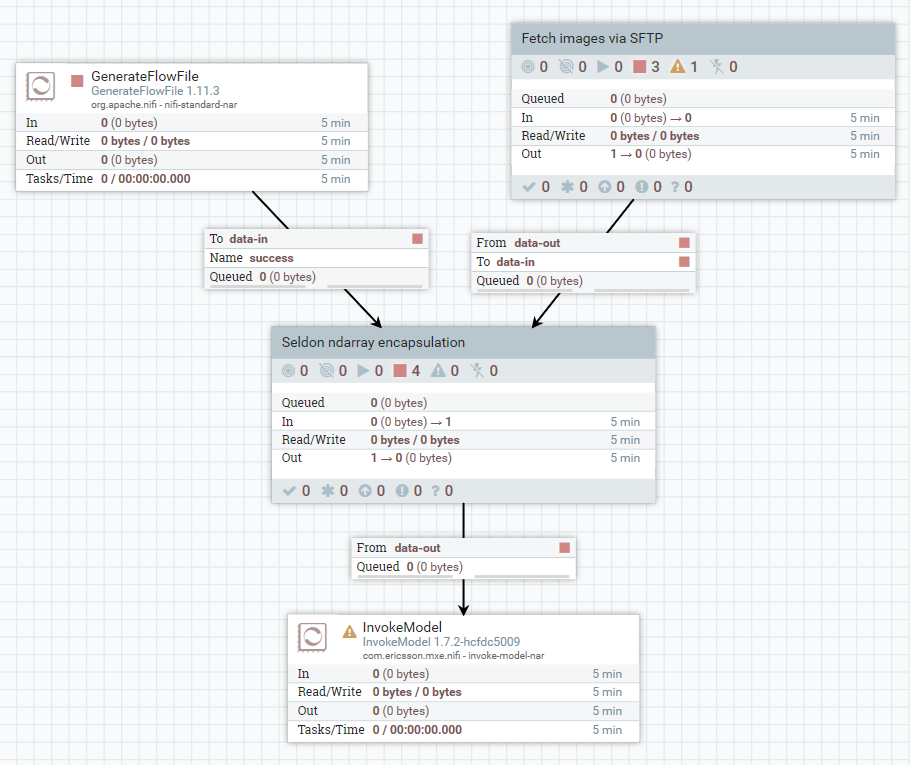 GenerateFlowFile
GenerateFlowFile 1.11.3
org.apache.nifi - nifi-standard-nar
In 0 (0 bytes) 5 min
Read/Write 0 bytes / 0 bytes 5 min
Out 0 (0 bytes) 5 min
Tasks/Time 0 / 00:00:00.000 5 min
Fetch images via SFTP
0 0 0 3 1 0
Queued 0 (0 bytes)
In 0 (0 bytes) → 0 5 min
Read/Write 0 bytes / 0 bytes 5 min
Out 1 → 0 (0 bytes) 5 min
0 0 0 0 ? 0
To data-in
Name success
Queued 0 (0 bytes)
From data-out
To data-in
Queued 0 (0 bytes)
Seldon ndarray encapsulation
0 0 0 4 0 0
Queued 0 (0 bytes)
In 0 (0 bytes) → 1 5 min
Read/Write 0 bytes / 0 bytes 5 min
Out 1 → 0 (0 bytes) 5 min
0 0 0 0 ? 0
From data-out
Queued 0 (0 bytes)
InvokeModel
InvokeModel 1.7.2-hcfdc5009
com.ericsson.mxe.nifi - invoke-model-nar
In 0 (0 bytes) 5 min
Read/Write 0 bytes / 0 bytes 5 min
Out 0 (0 bytes) 5 min
Tasks/Time 0 / 00:00:00.000 5 min